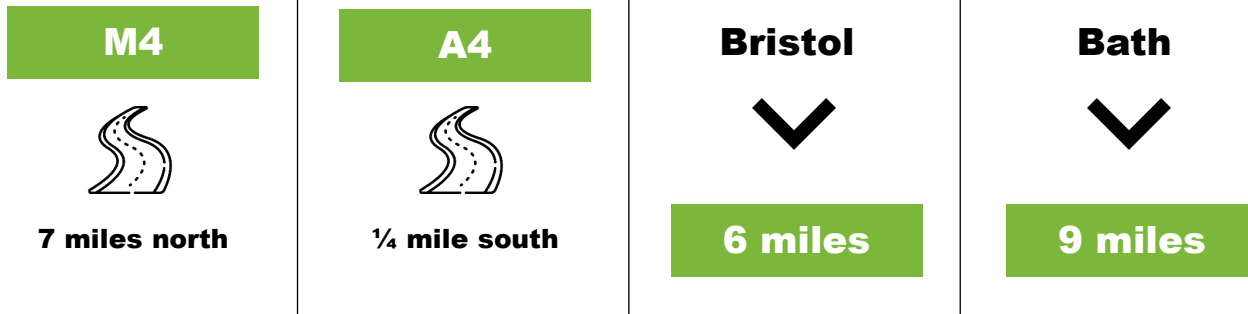 M4
7 miles north
A4
¼ mile south
Bristol
6 miles
Bath
9 miles